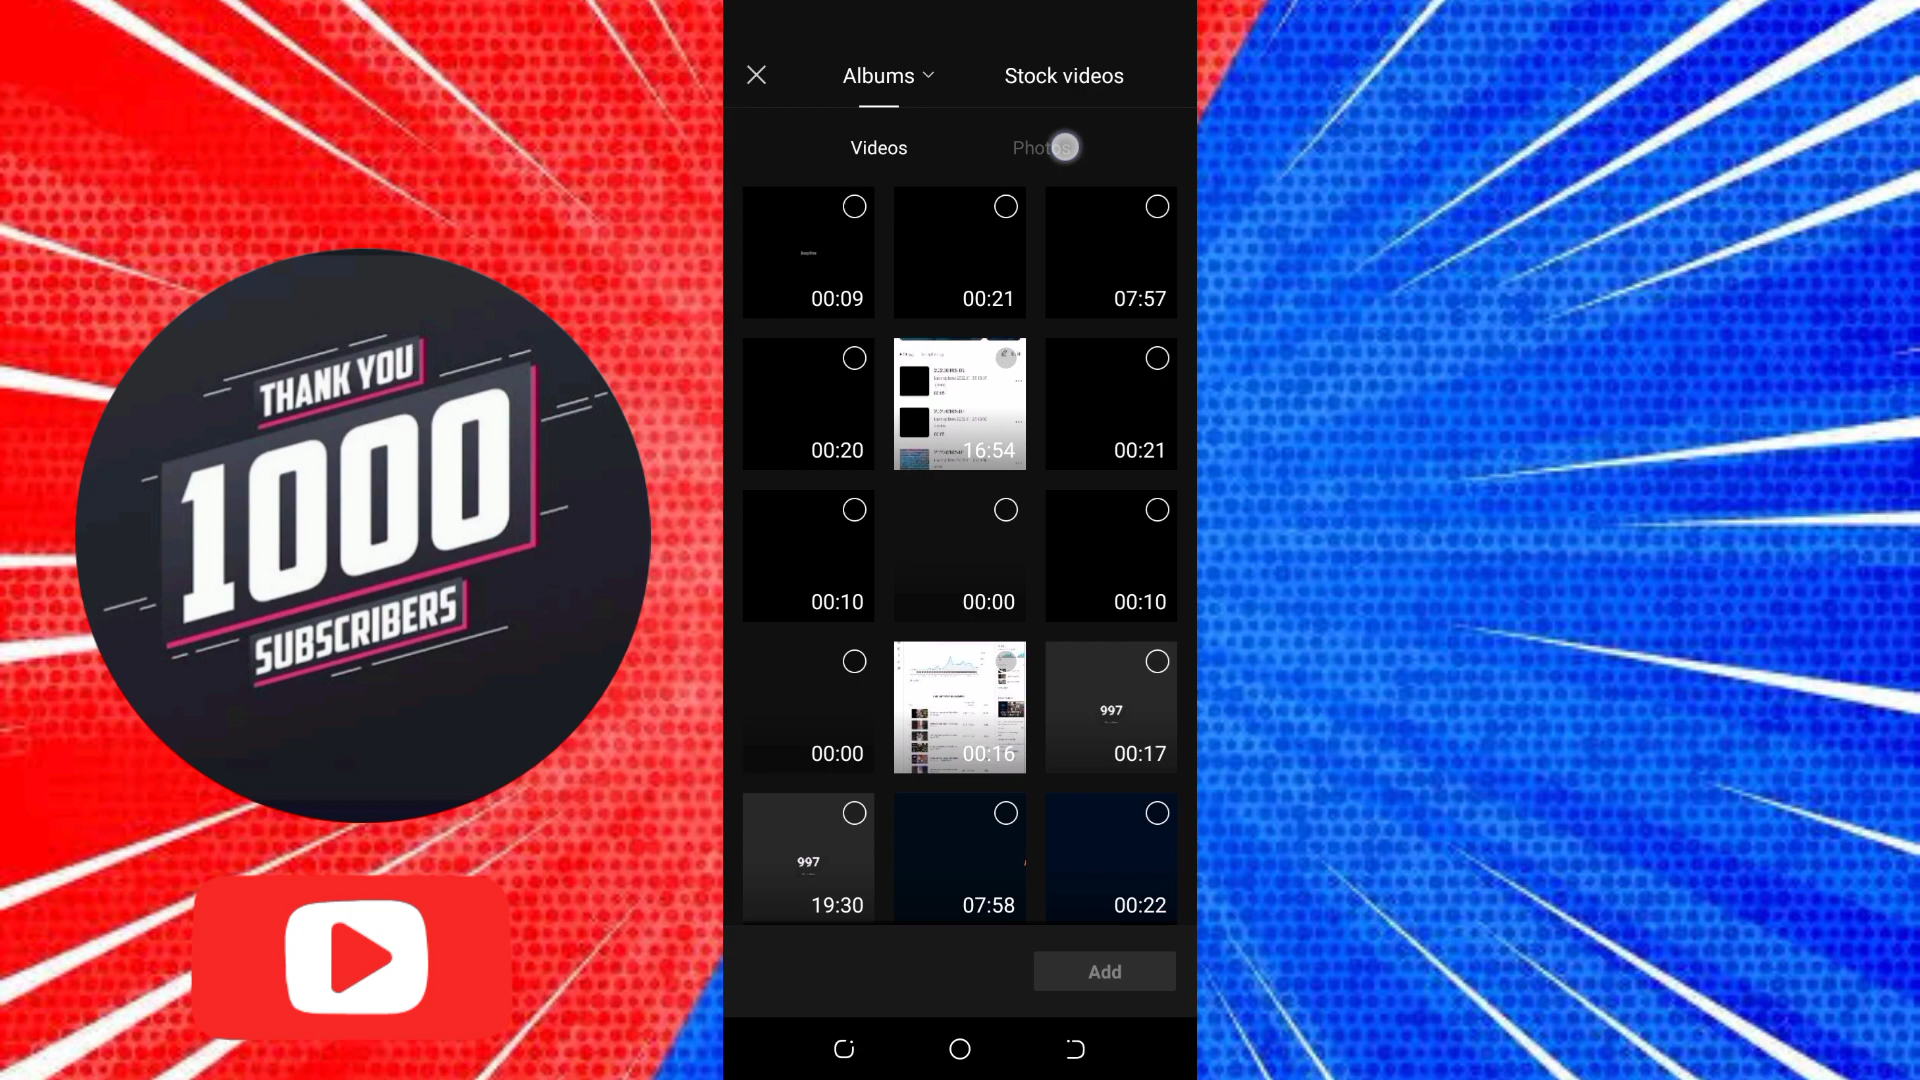 THANK YOU
1000
SUBSCRIBERS
Albums
Stock videos
Videos
Photos
00:09
00:21
07:57
00:20
16:54
00:21
00:10
00:00
00:10
00:00
00:16
997
00:17
997
19:30
07:58
00:22
Add